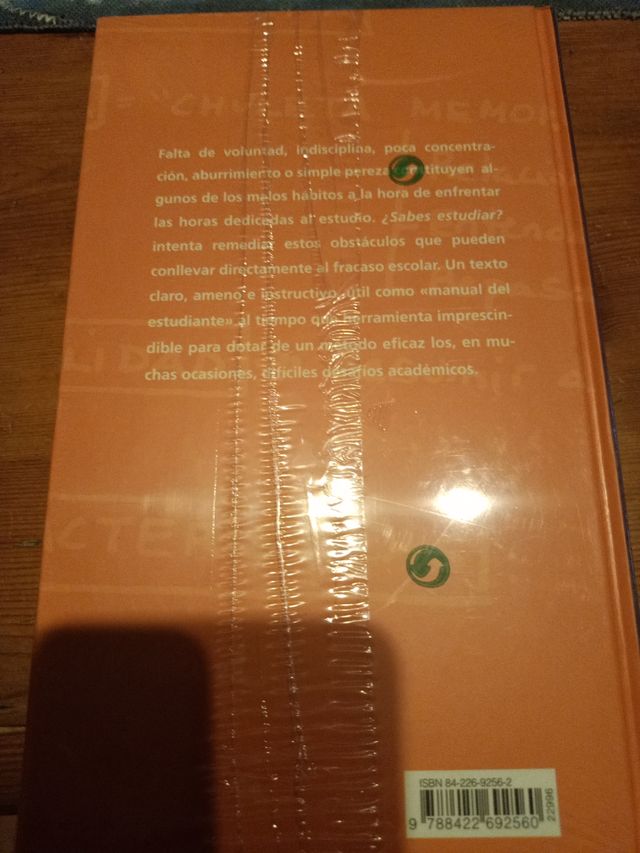 ]="CHULETA MEMOR
Falta de voluntad, indisciplina, poca concentra-
ción, aburrimiento o simple pereza constituyen al-
gunos de los malos hábitos a la hora de enfrentar
las horas dedicadas al estudio. ¿Sabes estudiar?
intenta remediar estos obstáculos que pueden
conllevar directamente al fracaso escolar. Un texto
claro, ameno e instructivo, útil como «manual del
estudiante» al tiempo que herramienta imprescin-
dible para dotar de un método eficaz los, en mu-
chas ocasiones, difíciles desafíos académicos.
ISBN 84-226-9256-2
9 788422 692560
22996